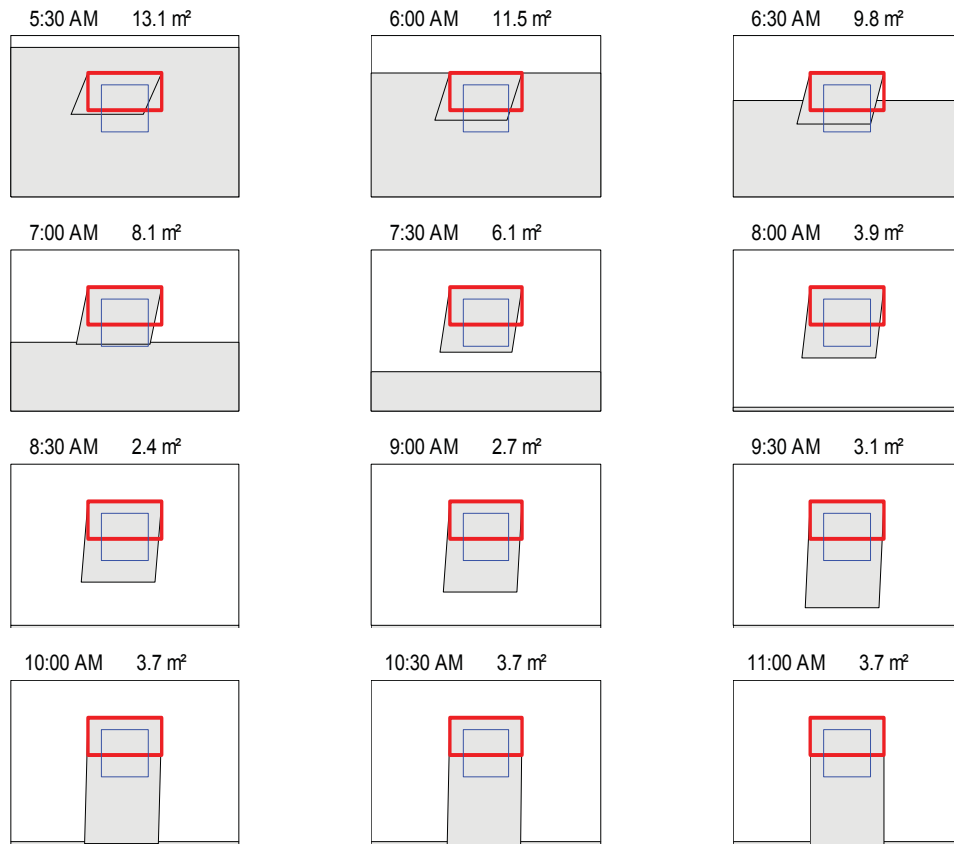 5:30 AM 13.1 m²
6:00 AM 11.5 m²
6:30 AM 9.8 m²
7:00 AM 8.1 m²
7:30 AM 6.1 m²
8:00 AM 3.9 m²
8:30 AM 2.4 m²
9:00 AM 2.7 m²
9:30 AM 3.1 m²
10:00 AM 3.7 m²
10:30 AM 3.7 m²
11:00 AM 3.7 m²